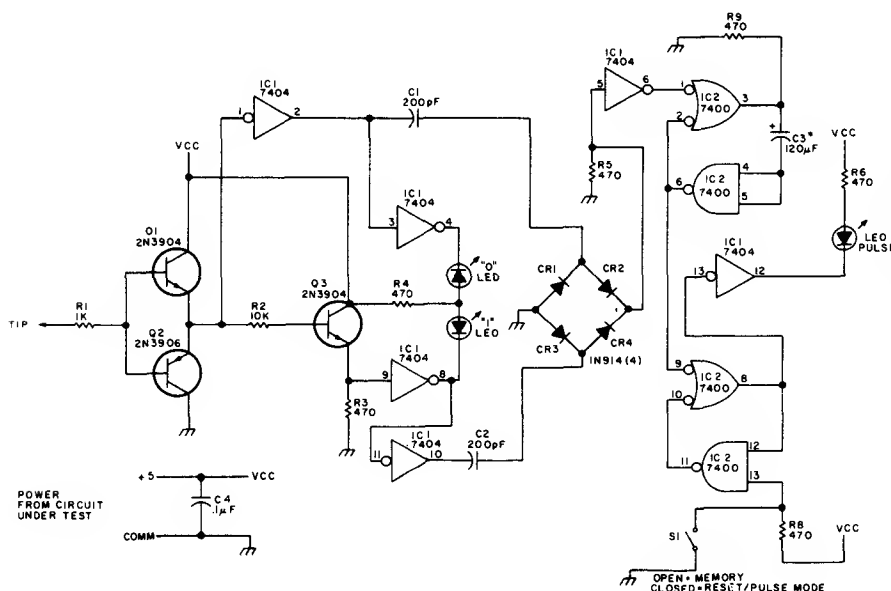 R9
470
IC1
7404
5
6
1
2
IC2
7400
3
IC1
7404
1
2
C1
200pF
+
C3*
120µF
VCC
VCC
R5
470
6
IC2
7400
4
5
R6
470
IC1
7404
3
4
LED
PULSE
Q1
2N3904
"0"
LED
IC1
7404
13
12
Q3
2N3904
R4
470
CR1
CR2
R1
1K
R2
10K
TIP
"1"
LED
Q2
2N3906
CR3
CR4
1N914(4)
IC1
7404
9
8
9
10
IC2
7400
8
R3
470
C2
200pF
IC1
7404
11
10
11
IC2
7400
12
13
+5
VCC
POWER
FROM CIRCUIT
UNDER TEST
C4
.1µF
R8
470
VCC
COMM
S1
OPEN=MEMORY
CLOSED=RESET/PULSE MODE